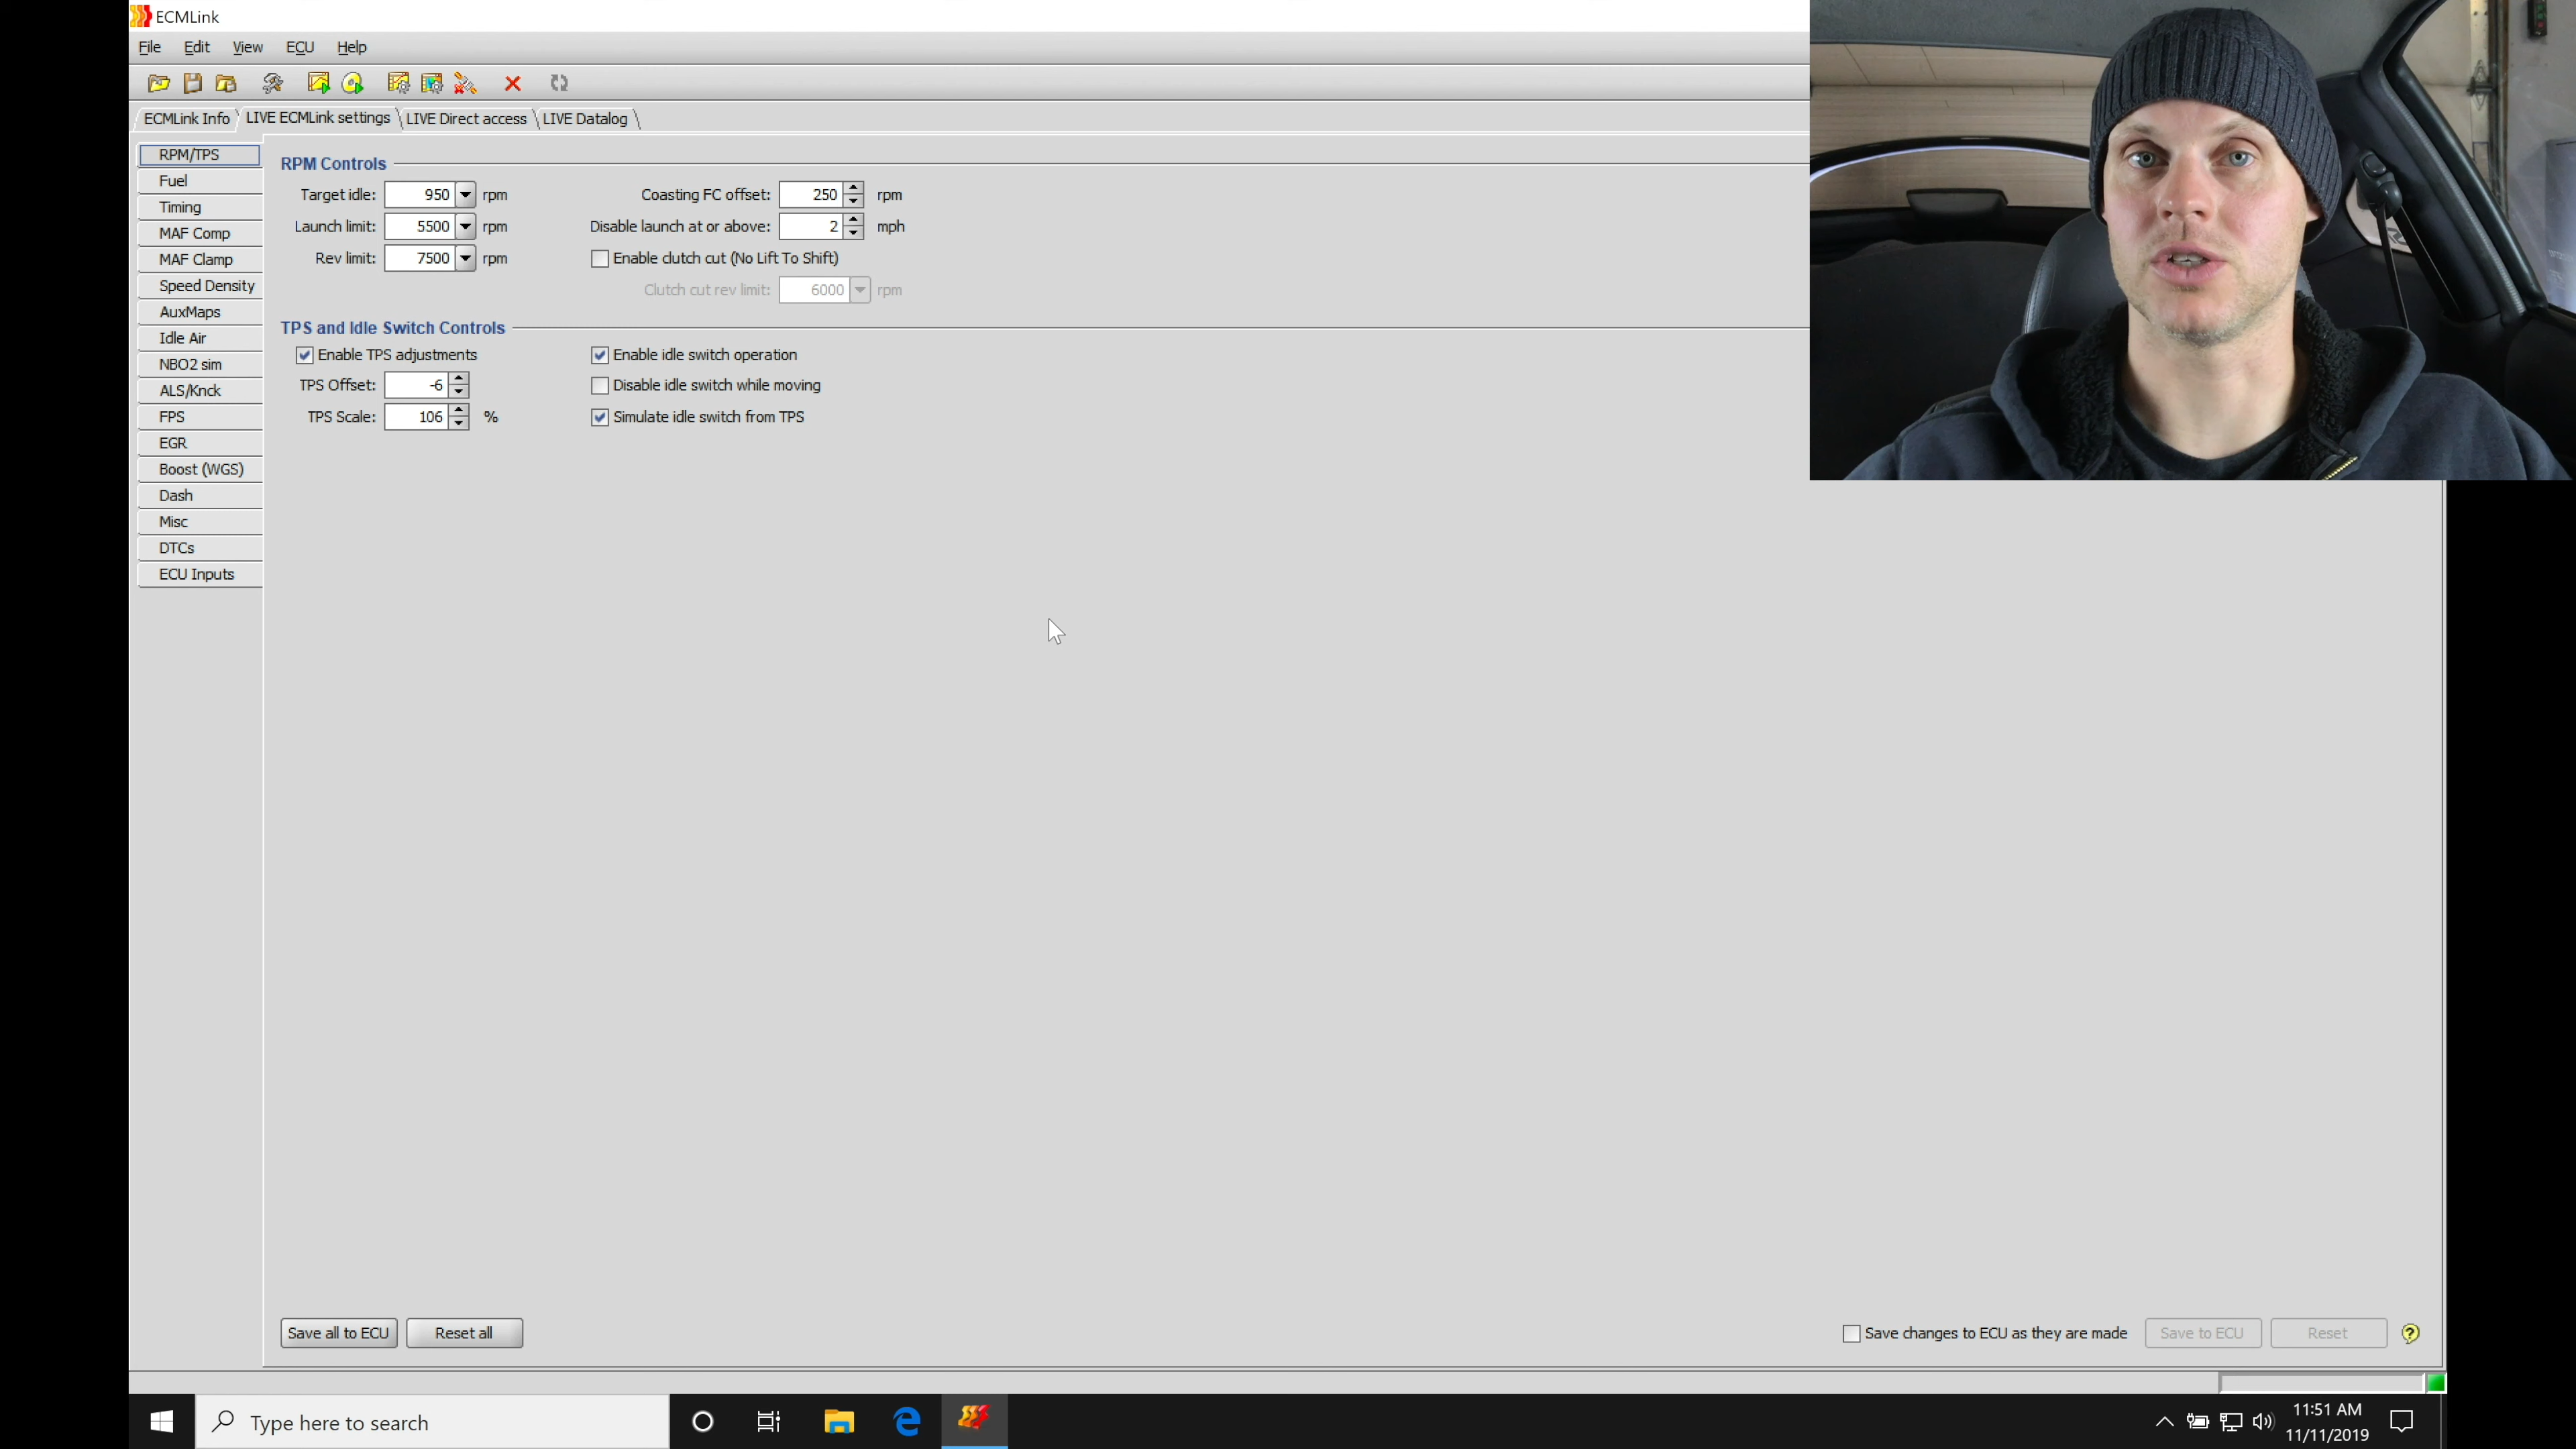 ECMLink
File Edit View ECU Help
ECMLink Info LIVE ECMLink settings LIVE Direct access LIVE Datalog
RPM/TPS
Fuel
Timing
MAF Comp
MAF Clamp
Speed Density
AuxMaps
Idle Air
NBO2 sim
ALS/Knck
FPS
EGR
Boost (WGS)
Dash
Misc
DTCs
ECU Inputs
RPM Controls
Target idle: 950 rpm Coasting FC offset: 250 rpm
Launch limit: 5500 rpm Disable launch at or above: 2 mph
Rev limit: 7500 rpm Enable clutch cut (No Lift To Shift)
Clutch cut rev limit: 6000 rpm
TPS and Idle Switch Controls
Enable TPS adjustments Enable idle switch operation
TPS Offset: -6 Disable idle switch while moving
TPS Scale: 106 % Simulate idle switch from TPS
Save all to ECU Reset all Save changes to ECU as they are made Save to ECU Reset ?
Type here to search
11:51 AM
11/11/2019